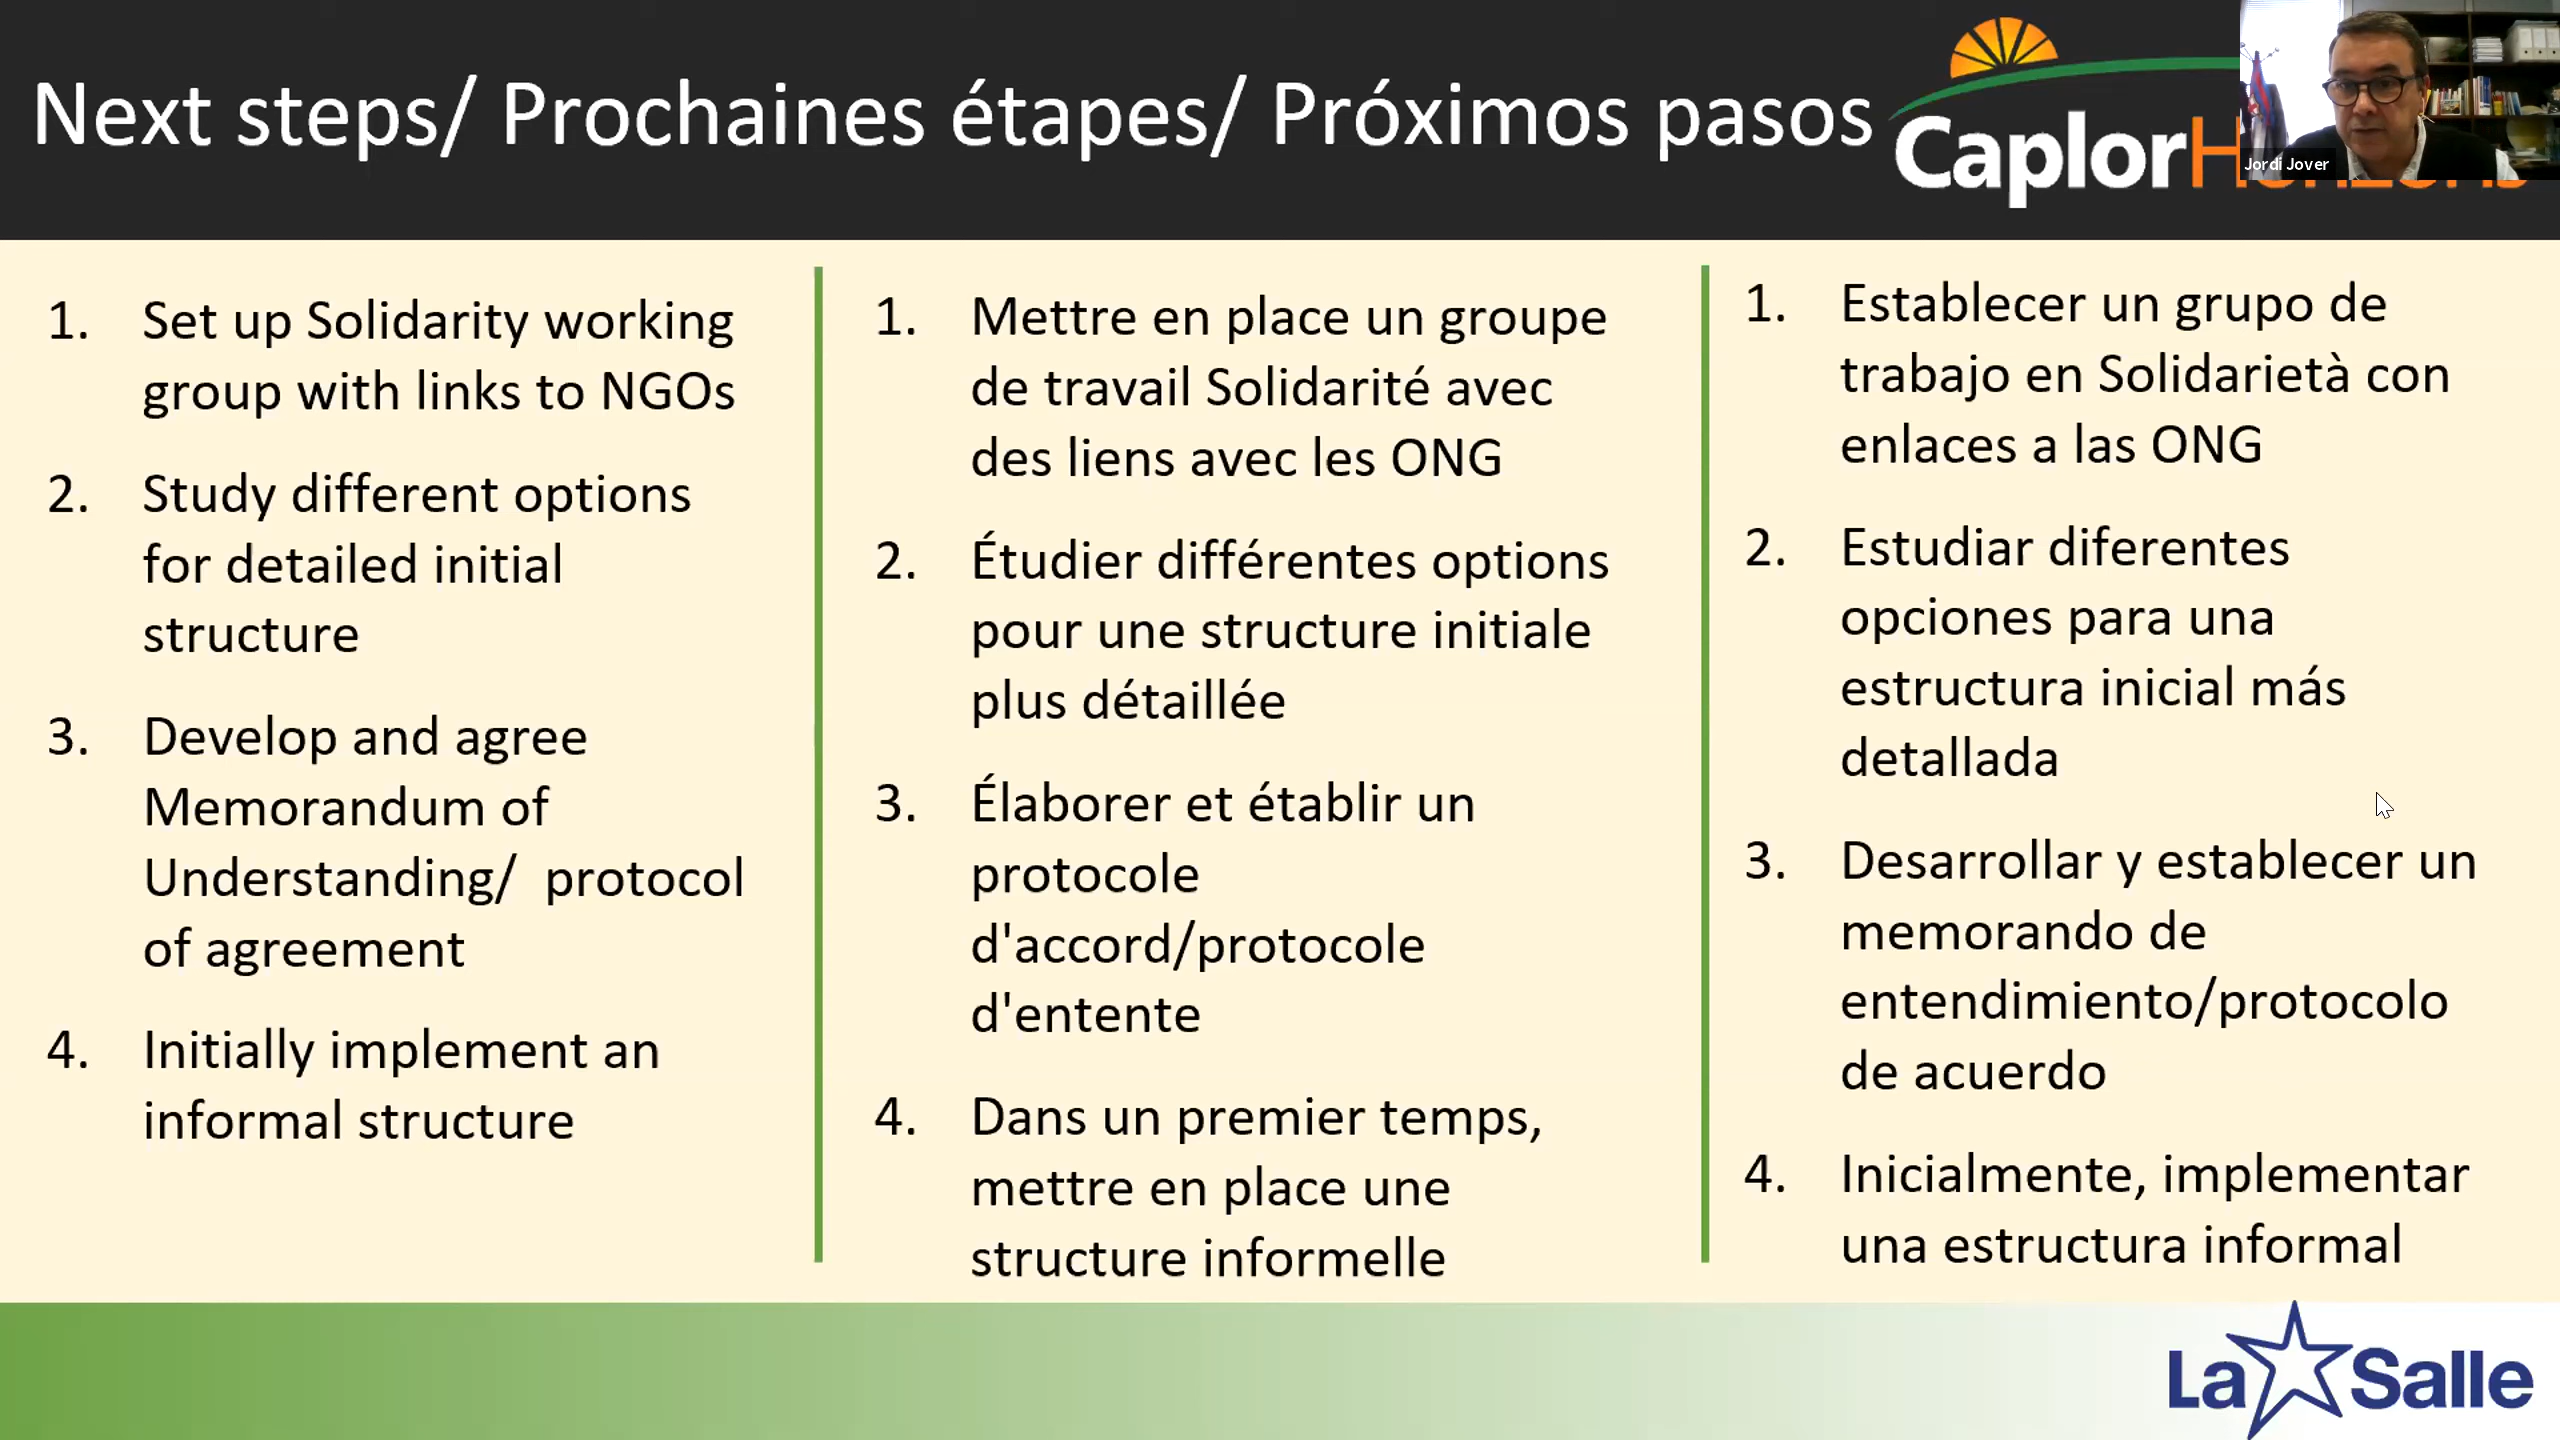 Next steps/ Prochaines étapes/ Próximos pasos
Caplor
Jordi Jover
1. Set up Solidarity working
group with links to NGOs
2. Study different options
for detailed initial
structure
3. Develop and agree
Memorandum of
Understanding/ protocol
of agreement
4. Initially implement an
informal structure
1. Mettre en place un groupe
de travail Solidarité avec
des liens avec les ONG
2. Étudier différentes options
pour une structure initiale
plus détaillée
3. Élaborer et établir un
protocole
d'accord/protocole
d'entente
4. Dans un premier temps,
mettre en place une
structure informelle
1. Establecer un grupo de
trabajo en Solidarietà con
enlaces a las ONG
2. Estudiar diferentes
opciones para una
estructura inicial más
detallada
3. Desarrollar y establecer un
memorando de
entendimiento/protocolo
de acuerdo
4. Inicialmente, implementar
una estructura informal
La Salle